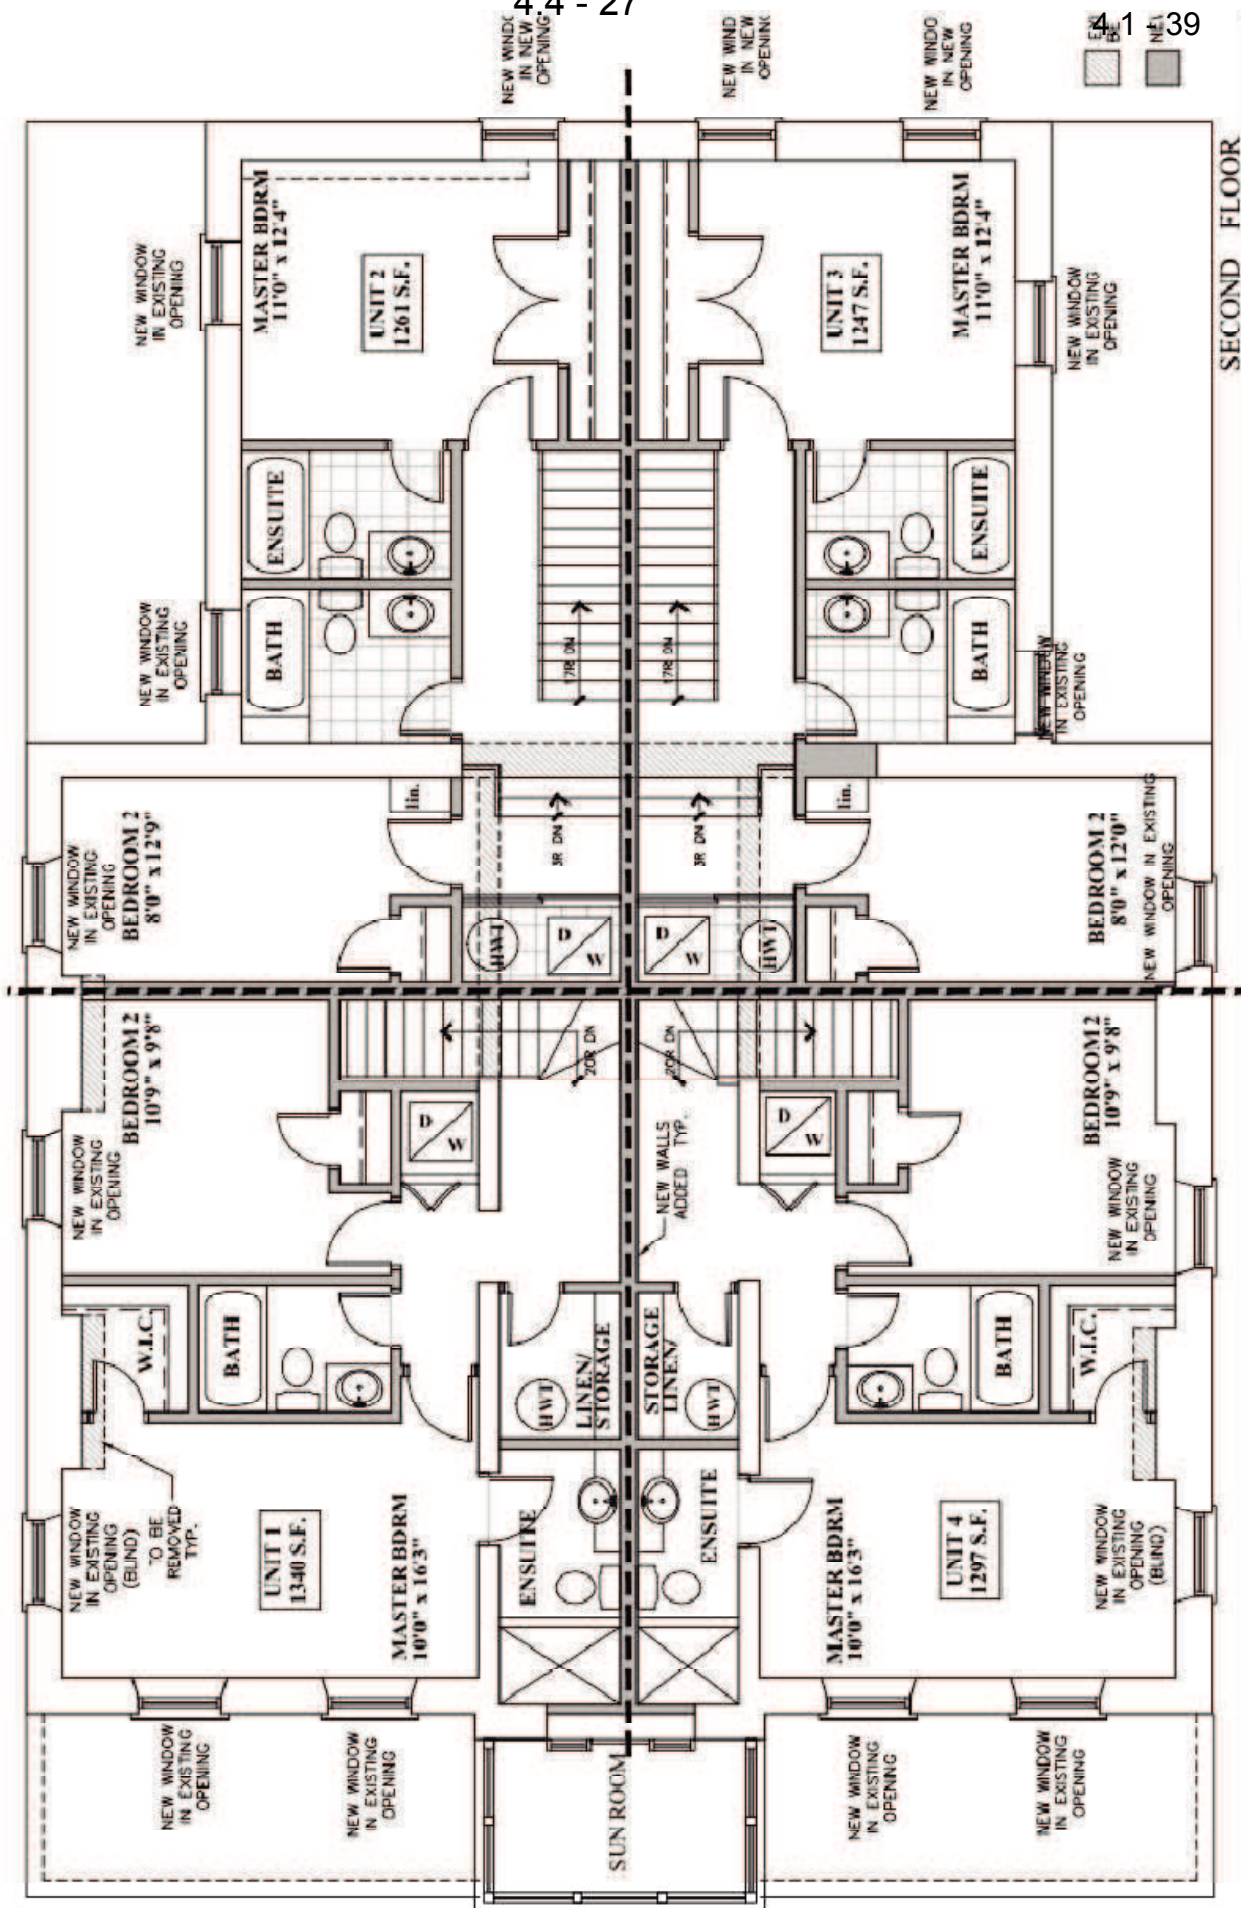 4.4 - 27
4.1 - 39
NEW WINDO
IN NEW
OPENING
NEW WIND
IN NEW
OPENING
NEW WINDO
IN NEW
OPENING
SECOND FLOOR
NEW WINDOW
IN EXISTING
OPENING
MASTER BDRM
11'0" x 12'4"
UNIT 2
1261 S.F.
UNIT 3
1247 S.F.
MASTER BDRM
11'0" x 12'4"
NEW WINDOW
IN EXISTING
OPENING
ENSUITE
ENSUITE
NEW WINDOW
IN EXISTING
OPENING
BATH
17R DN
17R DN
BATH
NEW WINDOW
IN EXISTING
OPENING
NEW WINDOW
IN EXISTING
OPENING
BEDROOM 2
8'0" x 12'9"
lin.
3R DN
3R DN
lin.
BEDROOM 2
8'0" x 12'0"
NEW WINDOW IN EXISTING
OPENING
HWT
D
W
D
W
HWT
BEDROOM 2
10'9" x 9'8"
20R DN
20R DN
BEDROOM 2
10'9" x 9'8"
NEW WINDOW
IN EXISTING
OPENING
D
W
NEW WALLS
ADDED TYP.
D
W
NEW WINDOW
IN EXISTING
OPENING
W.I.C.
BATH
LINEN/
STORAGE
HWT
STORAGE
LINEN/
HWT
BATH
W.I.C.
NEW WINDOW
IN EXISTING
OPENING
(BLIND)
TO BE
REMOVED
TYP.
UNIT 1
1340 S.F.
MASTER BDRM
10'0" x 16'3"
ENSUITE
ENSUITE
MASTER BDRM
10'0" x 16'3"
UNIT 4
1297 S.F.
NEW WINDOW
IN EXISTING
OPENING
(BLIND)
NEW WINDOW
IN EXISTING
OPENING
NEW WINDOW
IN EXISTING
OPENING
SUN ROOM
NEW WINDOW
IN EXISTING
OPENING
NEW WINDOW
IN EXISTING
OPENING